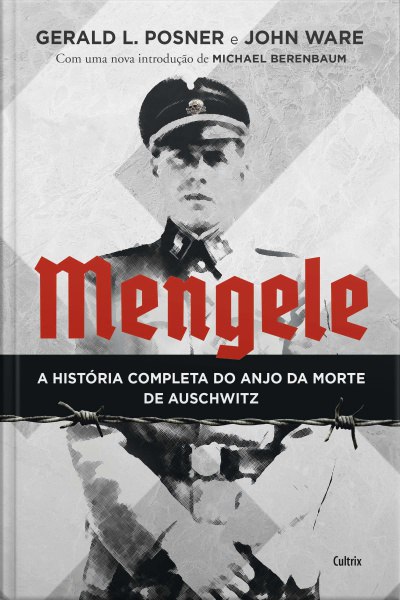 GERALD L. POSNER e JOHN WARE
Com uma nova introdução de MICHAEL BERENBAUM
Mengele
A HISTÓRIA COMPLETA DO ANJO DA MORTE
DE AUSCHWITZ
Cultrix